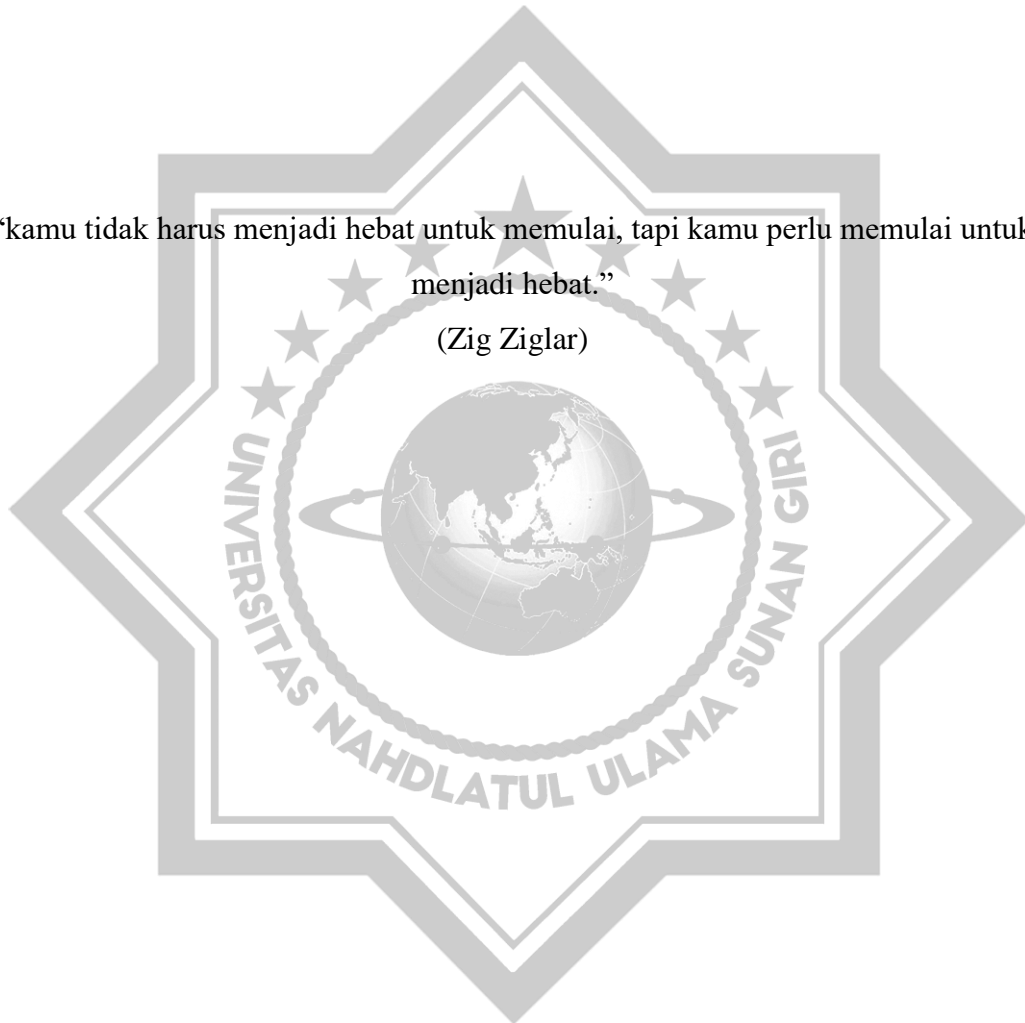 “kamu tidak harus menjadi hebat untuk memulai, tapi kamu perlu memulai untuk
menjadi hebat.”
(Zig Ziglar)
UNIVERSITAS NAHDLATUL ULAMA SUNAN GIRI